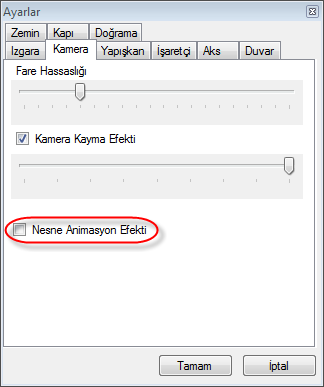 Ayarlar
Zemin Kapı Doğrama
Izgara Kamera Yapışkan İşaretçi Aks Duvar
Fare Hassaslığı
Kamera Kayma Efekti
Nesne Animasyon Efekti
Tamam İptal